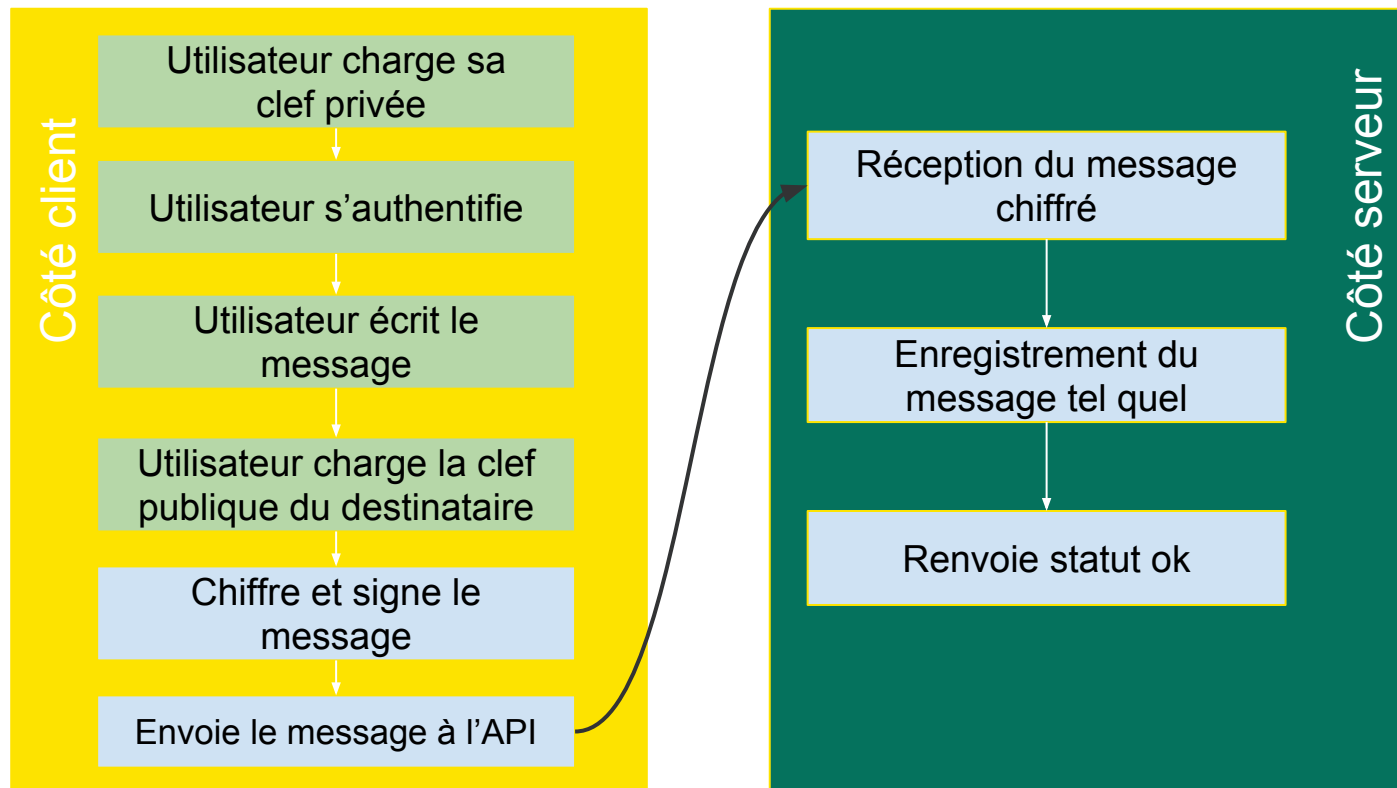 Côté client
Utilisateur charge sa
clef privée
Utilisateur s’authentifie
Utilisateur écrit le
message
Utilisateur charge la clef
publique du destinataire
Chiffre et signe le
message
Envoie le message à l’API
Côté serveur
Réception du message
chiffré
Enregistrement du
message tel quel
Renvoie statut ok